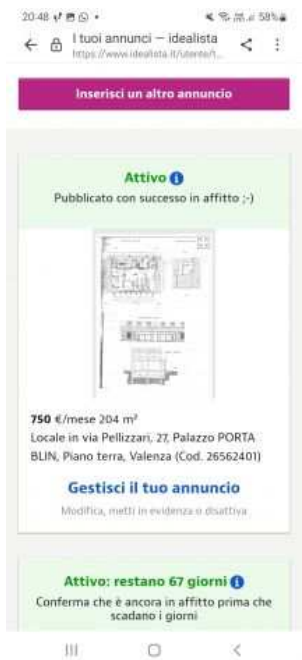 20:48
58%
I tuoi annunci — idealista
https://www.idealista.it/utente/t...
Inserisci un altro annuncio
Attivo
Pubblicato con successo in affitto ;-)
750 €/mese 204 m²
Locale in via Pellizzari, 27, Palazzo PORTA
BLIN, Piano terra, Valenza (Cod. 26562401)
Gestisci il tuo annuncio
Modifica, metti in evidenza o disattiva
Attivo: restano 67 giorni
Conferma che è ancora in affitto prima che
scadano i giorni